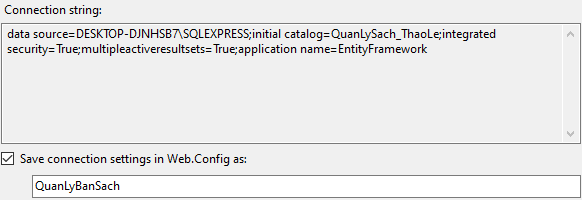 Connection string:
data source=DESKTOP-DJNHSB7\SQLEXPRESS;initial catalog=QuanLySach_ThaoLe;integrated
security=True;multipleactiveresultsets=True;application name=EntityFramework
Save connection settings in Web.Config as:
QuanLyBanSach